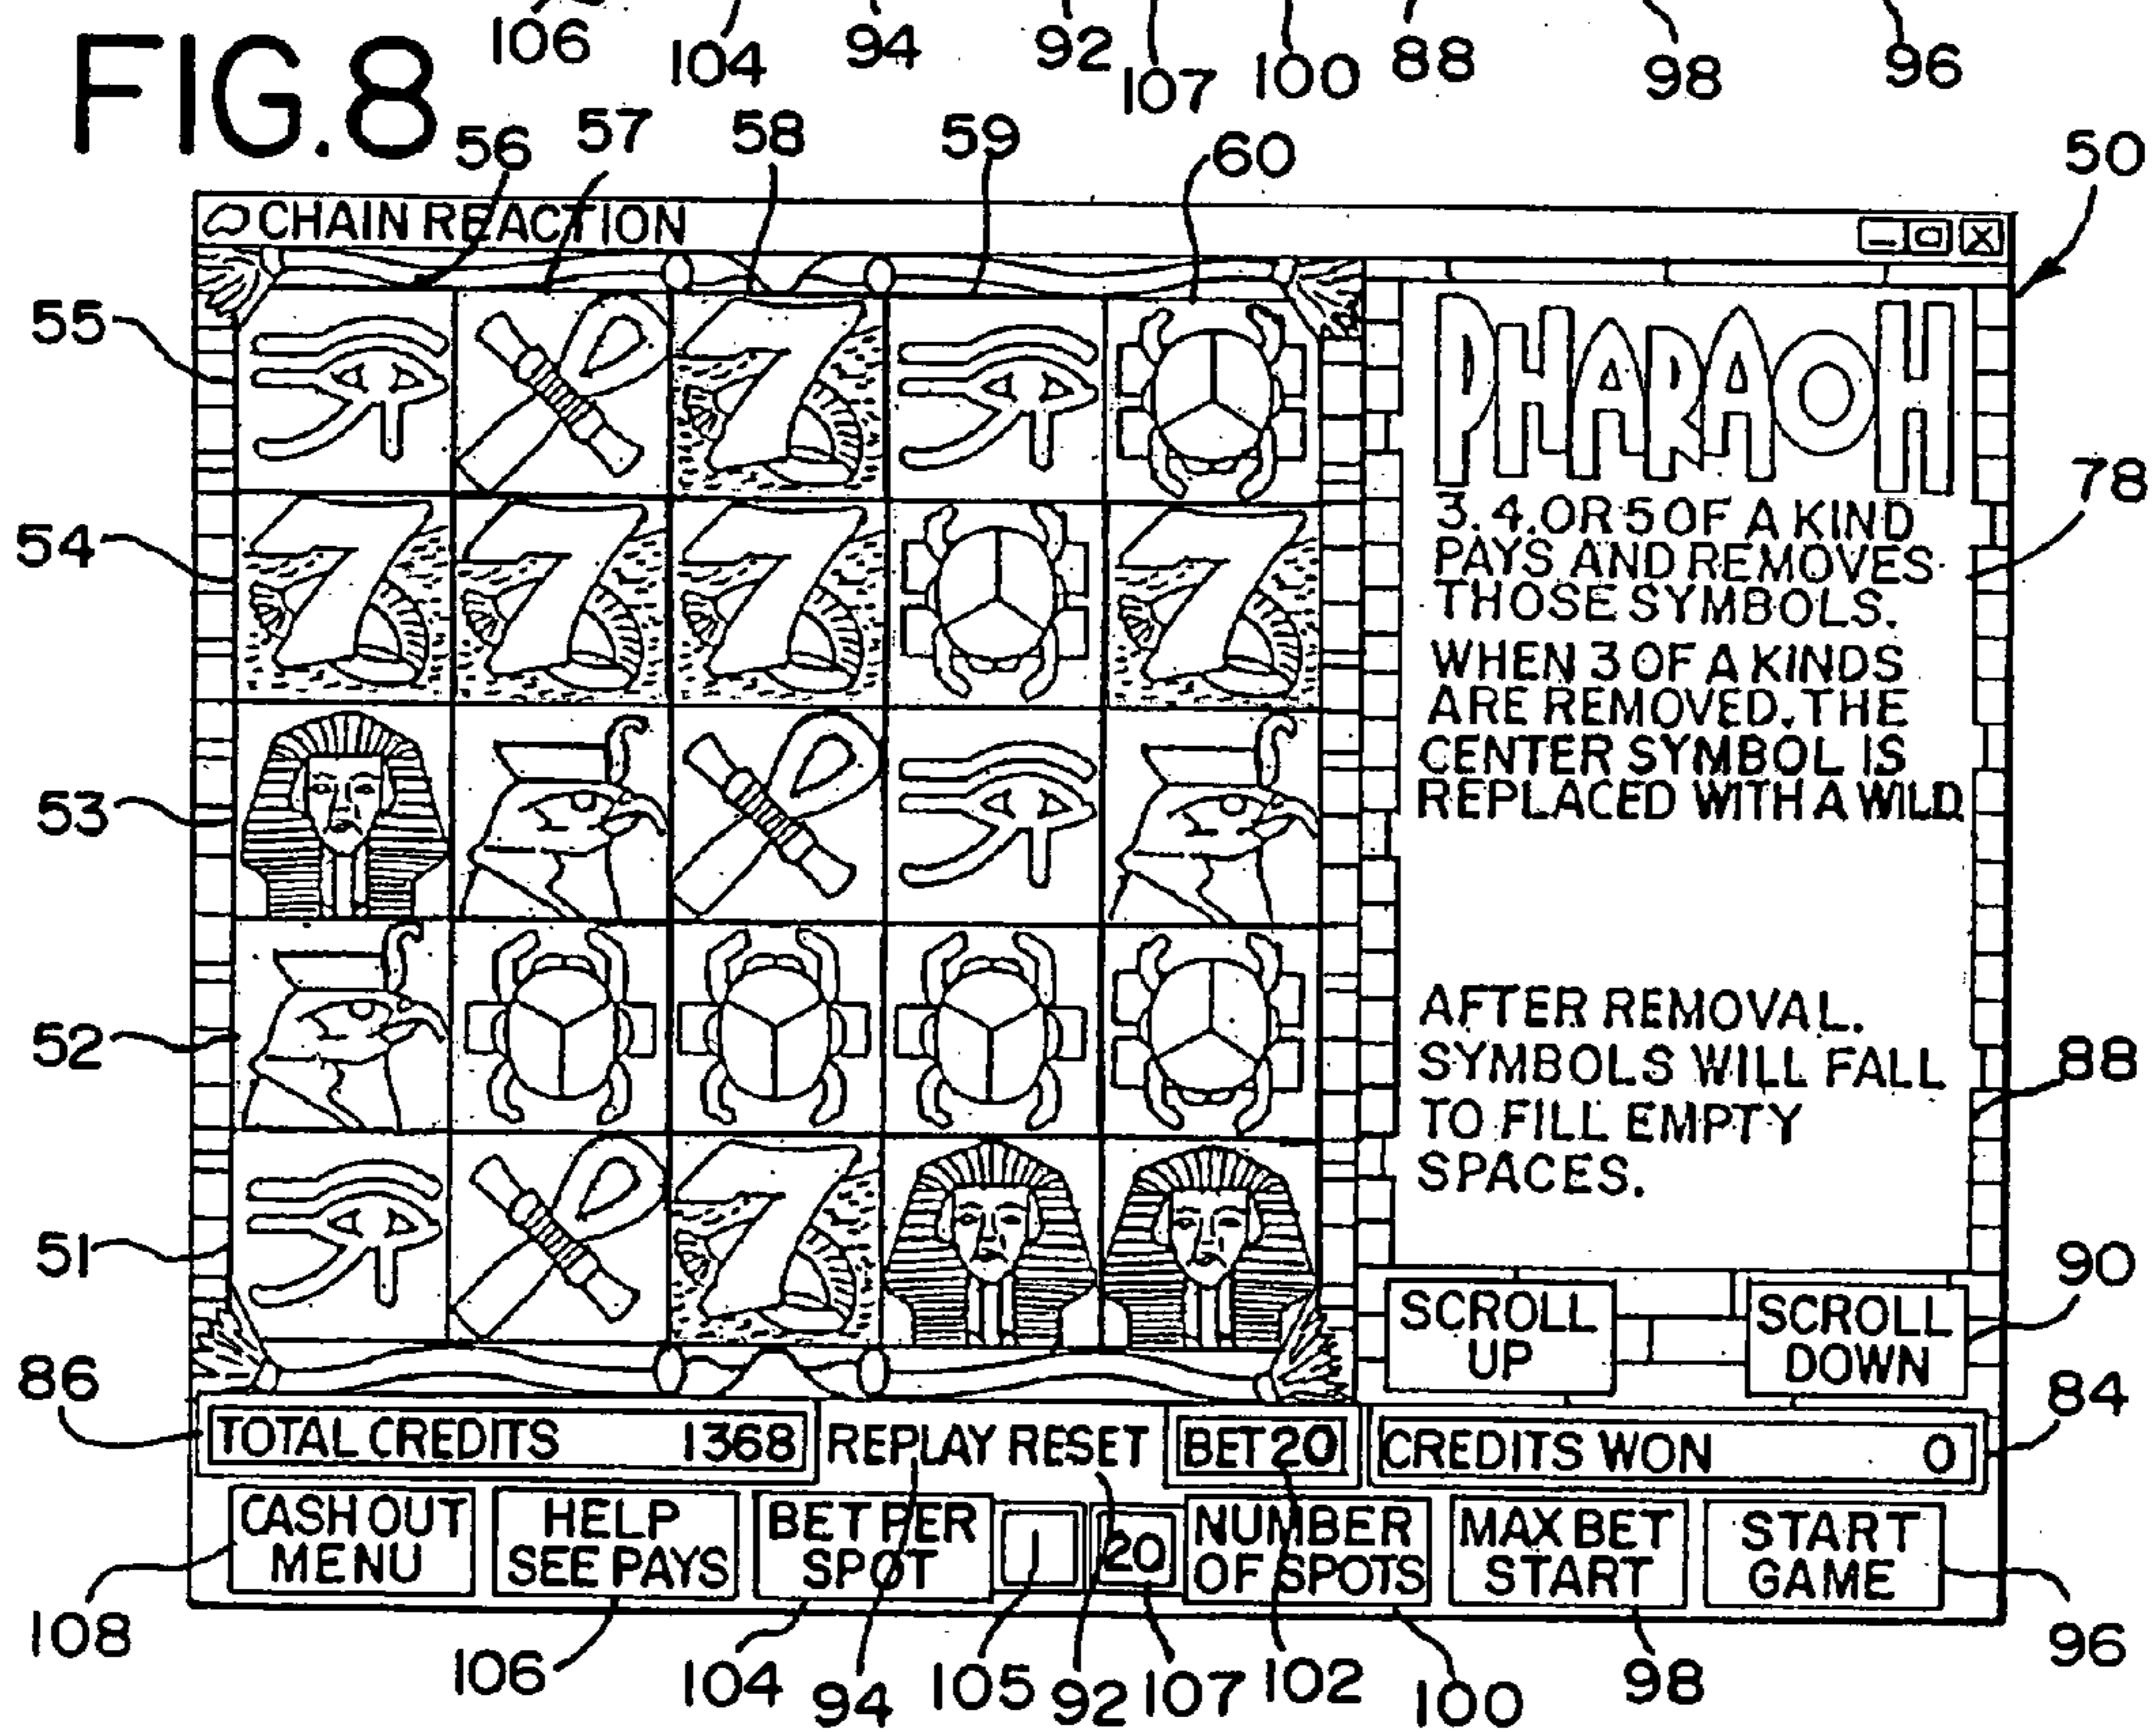 106 104 94 92 107 100 88 98 96
FIG.8
56 57 58 59 60 50
CHAIN REACTION
55
54
53
52
51
PHARAOH
3. 4. OR 5 OF A KIND
PAYS AND REMOVES
THOSE SYMBOLS.
WHEN 3 OF A KINDS
ARE REMOVED. THE
CENTER SYMBOL IS
REPLACED WITH A WILD
AFTER REMOVAL.
SYMBOLS WILL FALL
TO FILL EMPTY
SPACES.
78
88
SCROLL
UP
SCROLL
DOWN
90
86
TOTAL CREDITS 1368
REPLAY RESET
BET 20
CREDITS WON 0
84
CASH OUT
MENU
HELP
SEE PAYS
BET PER
SPOT
1
20
NUMBER
OF SPOTS
MAX BET
START
START
GAME
108 106 104 94 105 92 107 102 100 98 96